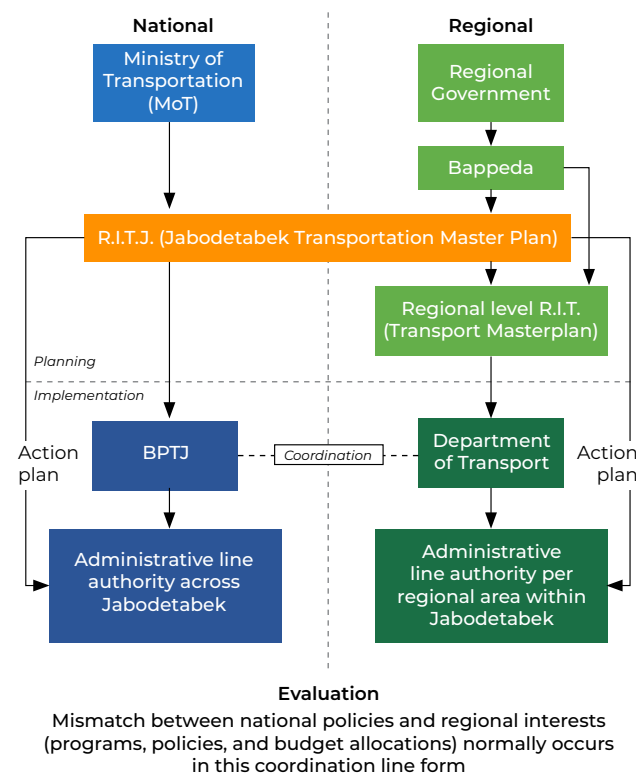 National
Regional
Ministry of
Transportation
(MoT)
Regional
Government
Bappeda
R.I.T.J. (Jabodetabek Transportation Master Plan)
Regional level R.I.T.
(Transport Masterplan)
Planning
Implementation
Action
plan
BPTJ
Coordination
Department
of Transport
Action
plan
Administrative line
authority across
Jabodetabek
Administrative
line authority per
regional area within
Jabodetabek
Evaluation
Mismatch between national policies and regional interests
(programs, policies, and budget allocations) normally occurs
in this coordination line form